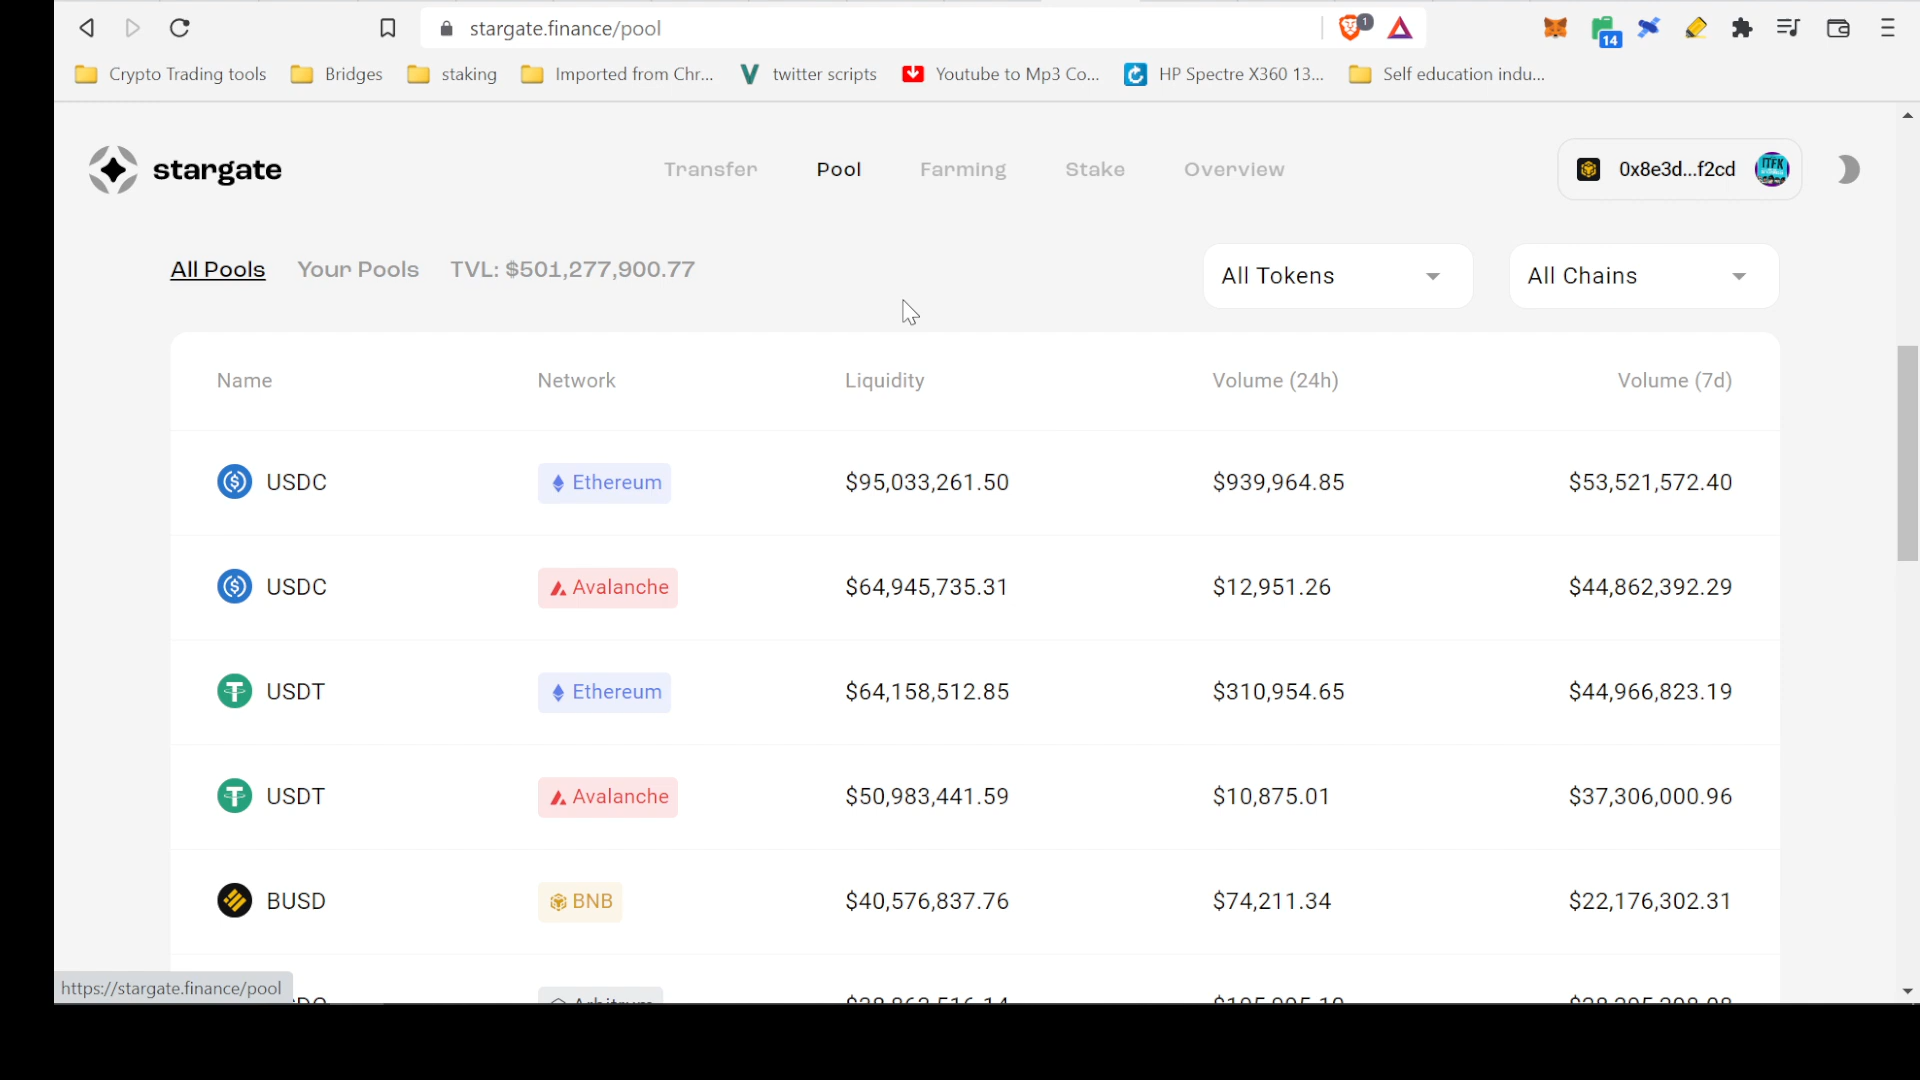 stargate.finance/pool
1
14
Crypto Trading tools
Bridges
staking
Imported from Chr...
twitter scripts
Youtube to Mp3 Co...
HP Spectre X360 13...
Self education indu...
stargate
Transfer
Pool
Farming
Stake
Overview
0x8e3d...f2cd
ITFK
All Pools
Your Pools
TVL: $501,277,900.77
All Tokens
All Chains
Name Network Liquidity Volume (24h) Volume (7d)
USDC Ethereum $95,033,261.50 $939,964.85 $53,521,572.40
USDC Avalanche $64,945,735.31 $12,951.26 $44,862,392.29
USDT Ethereum $64,158,512.85 $310,954.65 $44,966,823.19
USDT Avalanche $50,983,441.59 $10,875.01 $37,306,000.96
BUSD BNB $40,576,837.76 $74,211.34 $22,176,302.31
Arbitrum
https://stargate.finance/pool